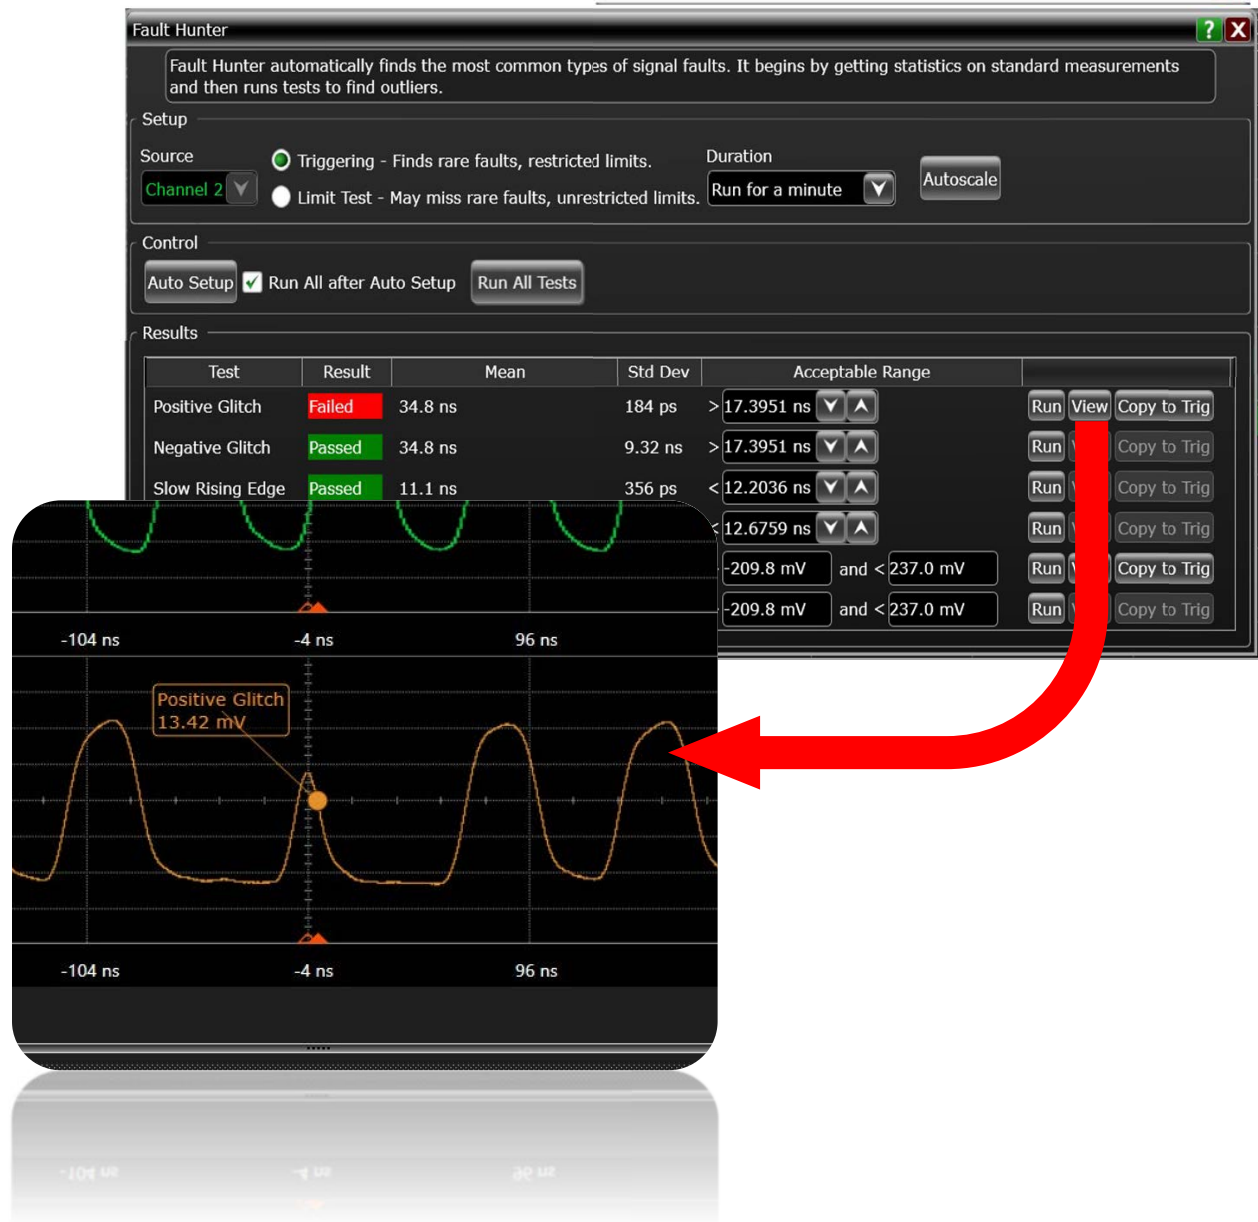 Fault Hunter
? X
Fault Hunter automatically finds the most common types of signal faults. It begins by getting statistics on standard measurements
and then runs tests to find outliers.
Setup
Source
Channel 2
Triggering - Finds rare faults, restricted limits.
Limit Test - May miss rare faults, unrestricted limits.
Duration
Run for a minute
Autoscale
Control
Auto Setup Run All after Auto Setup Run All Tests
Results
Test Result Mean Std Dev Acceptable Range
Positive Glitch Failed 34.8 ns 184 ps > 17.3951 ns Run View Copy to Trig
Negative Glitch Passed 34.8 ns 9.32 ns > 17.3951 ns Run Copy to Trig
Slow Rising Edge Passed 11.1 ns 356 ps < 12.2036 ns Run Copy to Trig
< 12.6759 ns Run Copy to Trig
-209.8 mV and < 237.0 mV Run Copy to Trig
-209.8 mV and < 237.0 mV Run Copy to Trig
-104 ns -4 ns 96 ns
Positive Glitch
13.42 mV
-104 ns -4 ns 96 ns